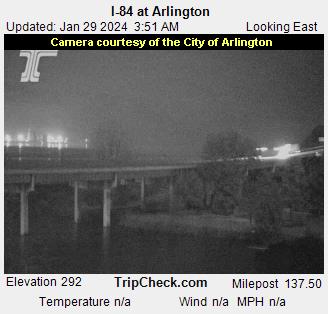 I-84 at Arlington
Updated: Jan 29 2024 3:51 AM Looking East
Camera courtesy of the City of Arlington
Elevation 292 TripCheck.com Milepost 137.50
Temperature n/a Wind n/a MPH n/a